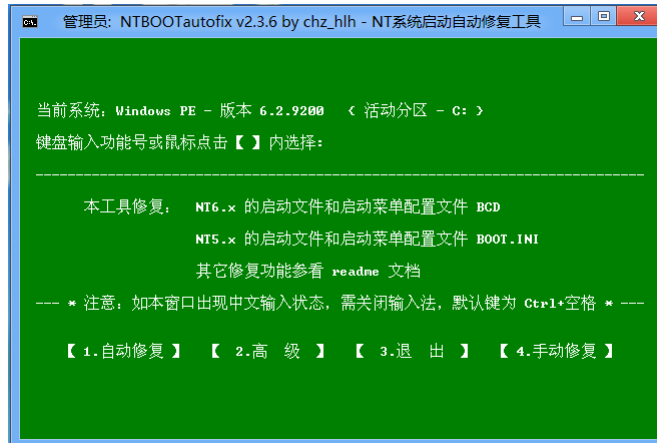 管理员: NTBOOTautofix v2.3.6 by chz_hlh - NT系统启动自动修复工具
当前系统: Windows PE - 版本 6.2.9200 < 活动分区 - C: >
键盘输入功能号或鼠标点击【 】内选择:
本工具修复: NT6.x 的启动文件和启动菜单配置文件 BCD
NT5.x 的启动文件和启动菜单配置文件 BOOT.INI
其它修复功能参看 readme 文档
--- * 注意: 如本窗口出现中文输入状态, 需关闭输入法, 默认键为 Ctrl+空格 * ---
【 1.自动修复 】 【 2.高 级 】 【 3.退 出 】 【 4.手动修复 】